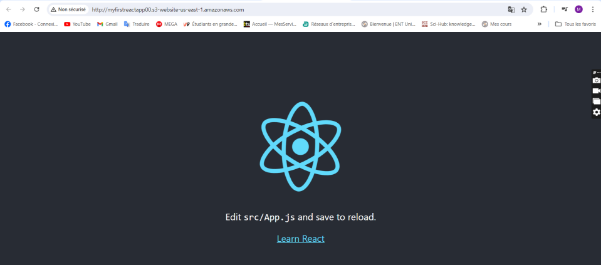 Non sécurisé http://myfirstreactapp00.s3-website-us-east-1.amazonaws.com
Facebook - Connexi... YouTube Gmail Traduire MEGA Étudiants en grande... Accueil — MesServi... Réseaux d'entrepris... Bienvenue | ENT Uni... Sci-Hub: knowledge... Mes cours » Tous les favoris
Edit src/App.js and save to reload.
Learn React